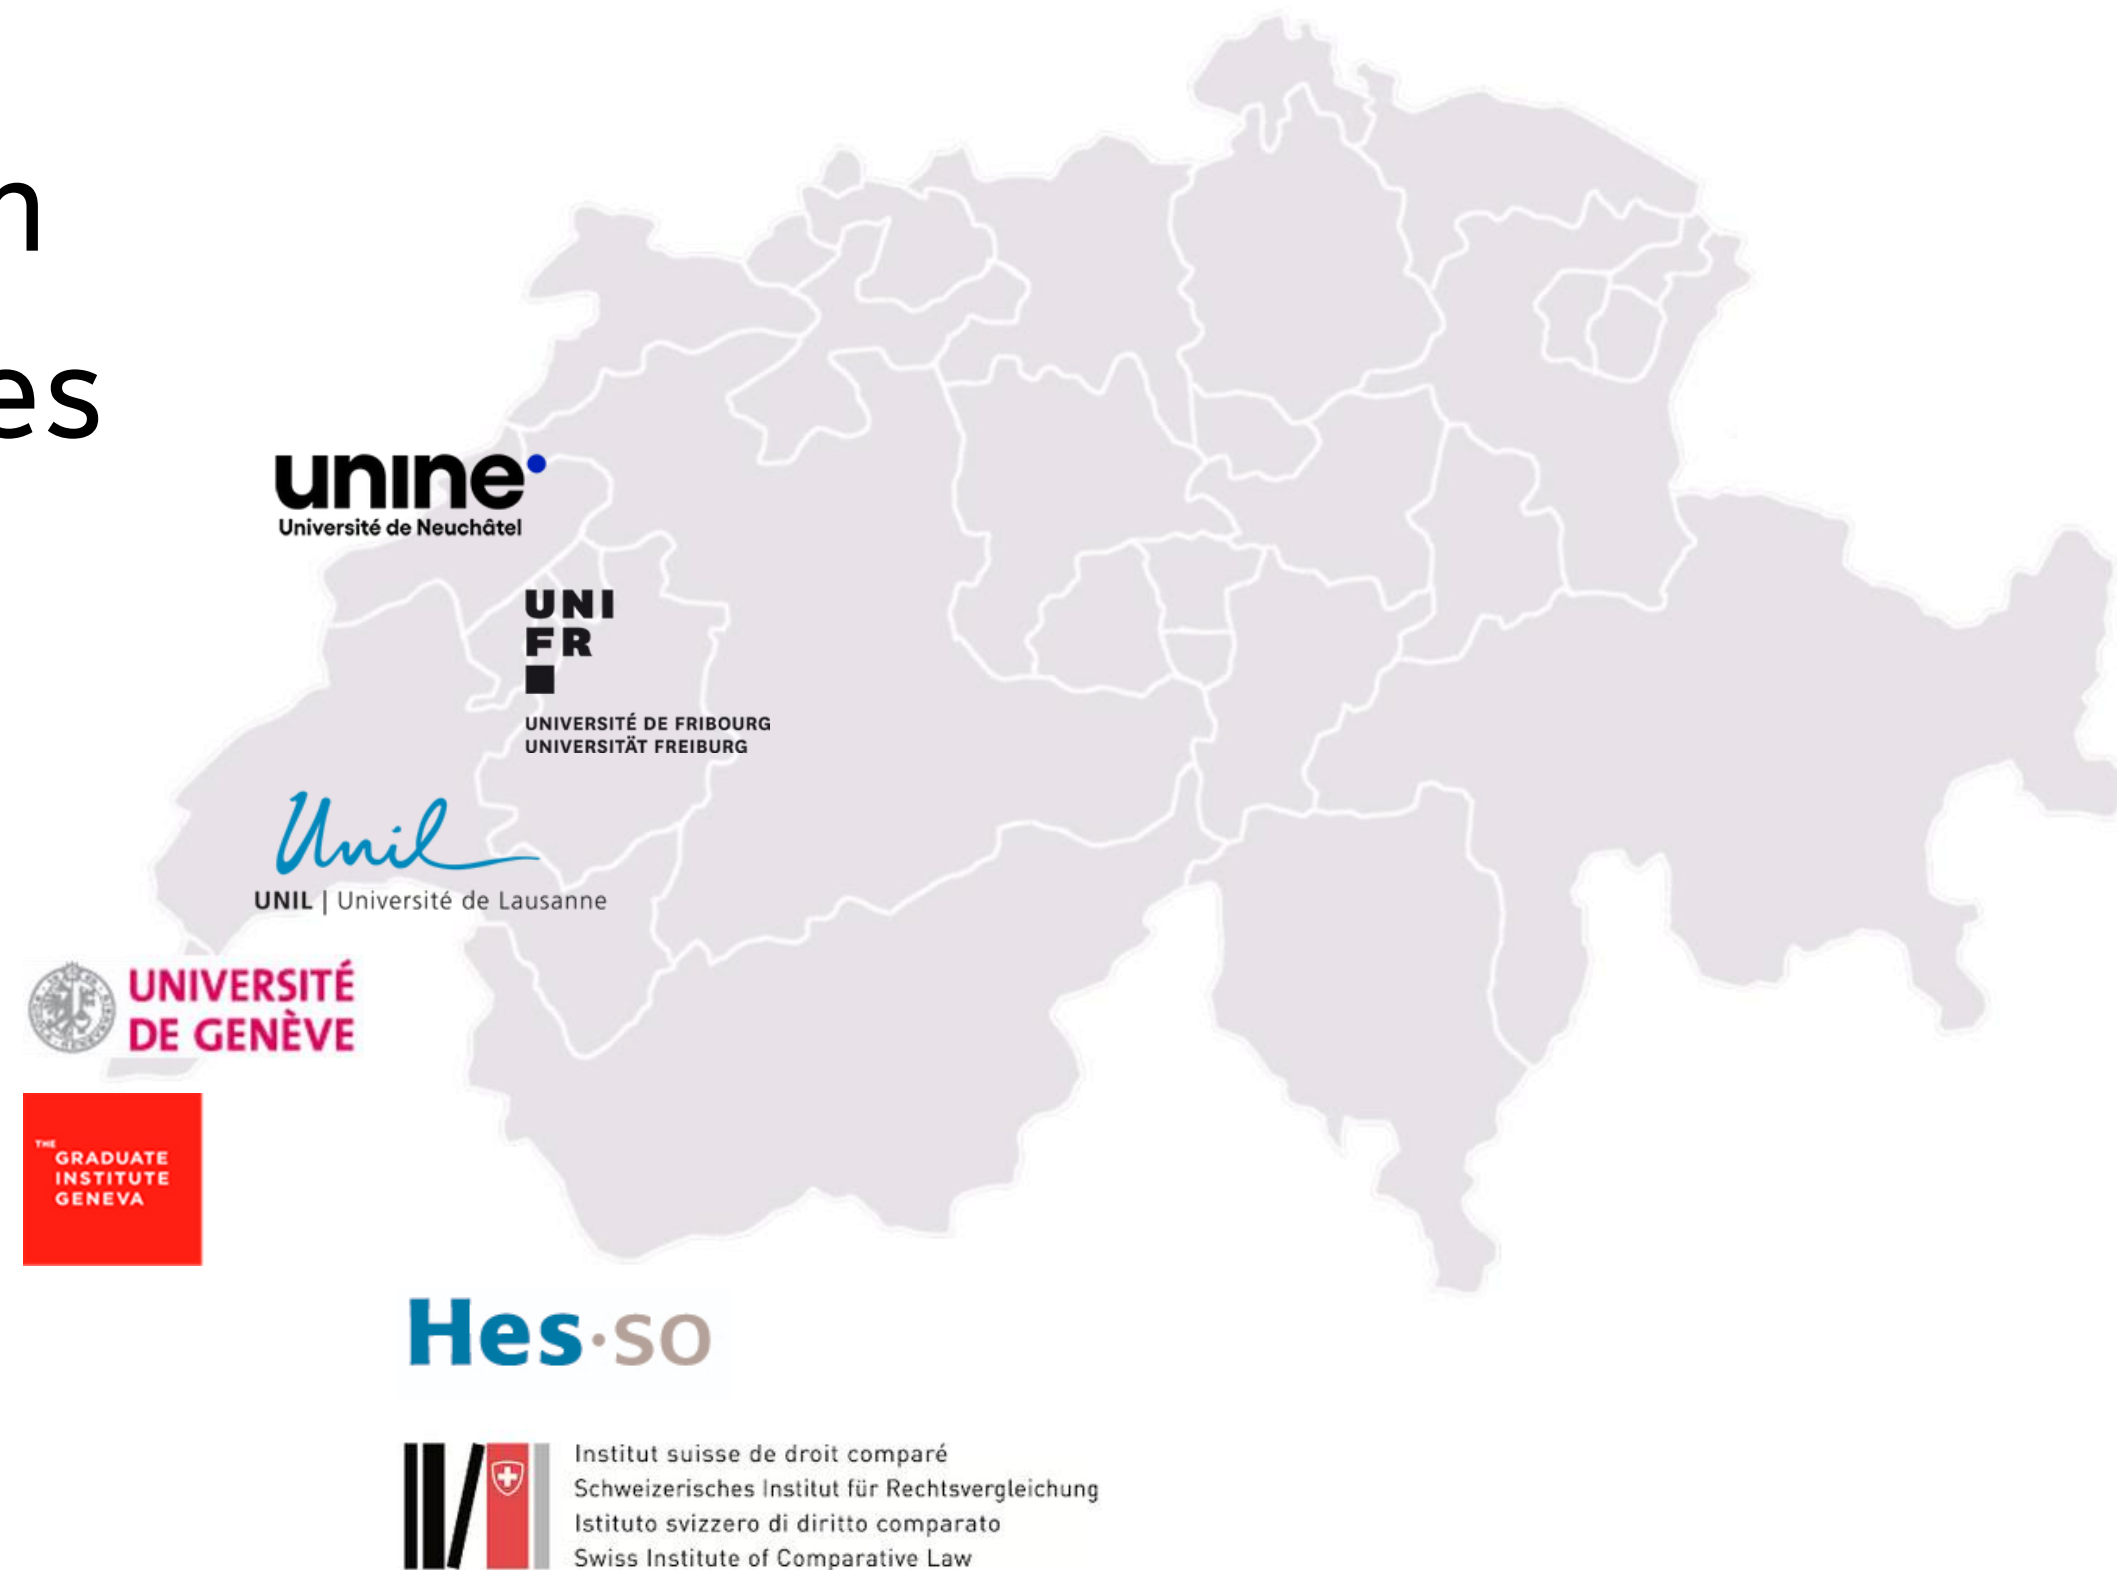 unine
Université de Neuchâtel
UNI
FR
UNIVERSITÉ DE FRIBOURG
UNIVERSITÄT FREIBURG
Unil
UNIL | Université de Lausanne
UNIVERSITÉ
DE GENÈVE
THE
GRADUATE
INSTITUTE
GENEVA
Hes·so
Institut suisse de droit comparé
Schweizerisches Institut für Rechtsvergleichung
Istituto svizzero di diritto comparato
Swiss Institute of Comparative Law